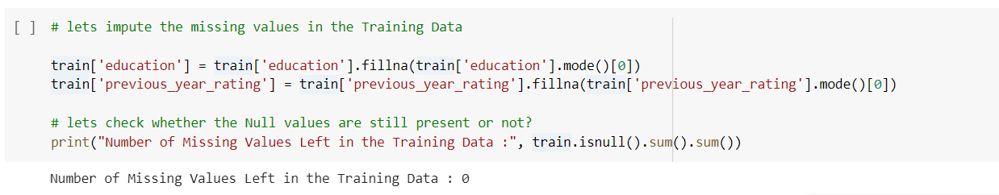 [ ] # lets impute the missing values in the Training Data
train['education'] = train['education'].fillna(train['education'].mode()[0])
train['previous_year_rating'] = train['previous_year_rating'].fillna(train['previous_year_rating'].mode()[0])
# lets check whether the Null values are still present or not?
print("Number of Missing Values Left in the Training Data :", train.isnull().sum().sum())
Number of Missing Values Left in the Training Data : 0